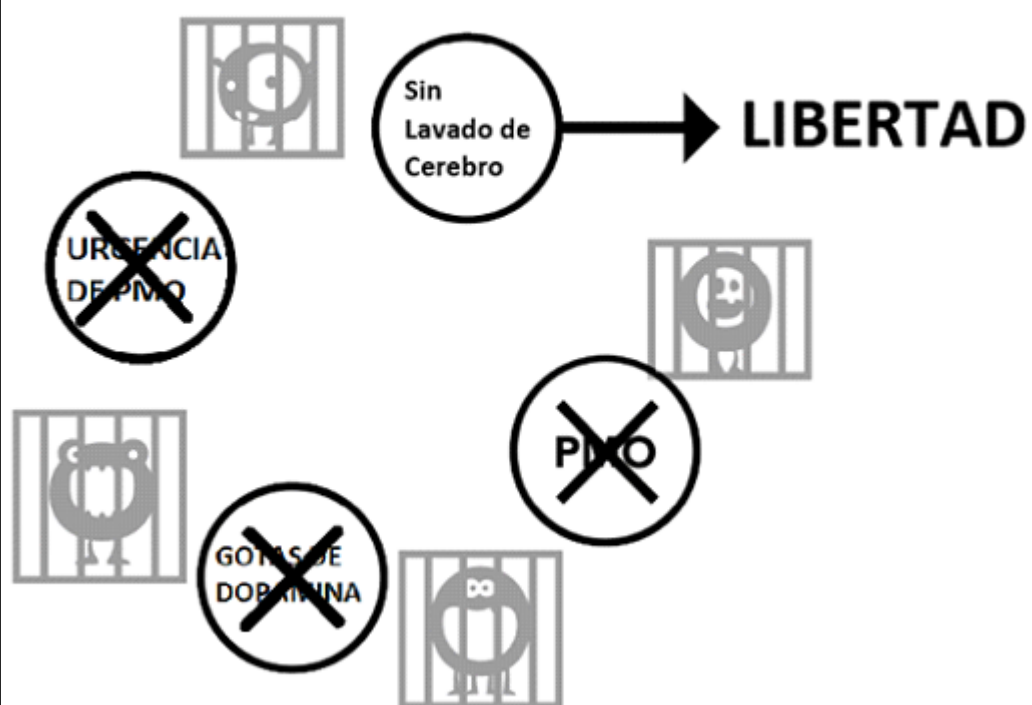 Sin
Lavado de
Cerebro
LIBERTAD
URGENCIA
DE PMO
PMO
GOTAS DE
DOPAMINA